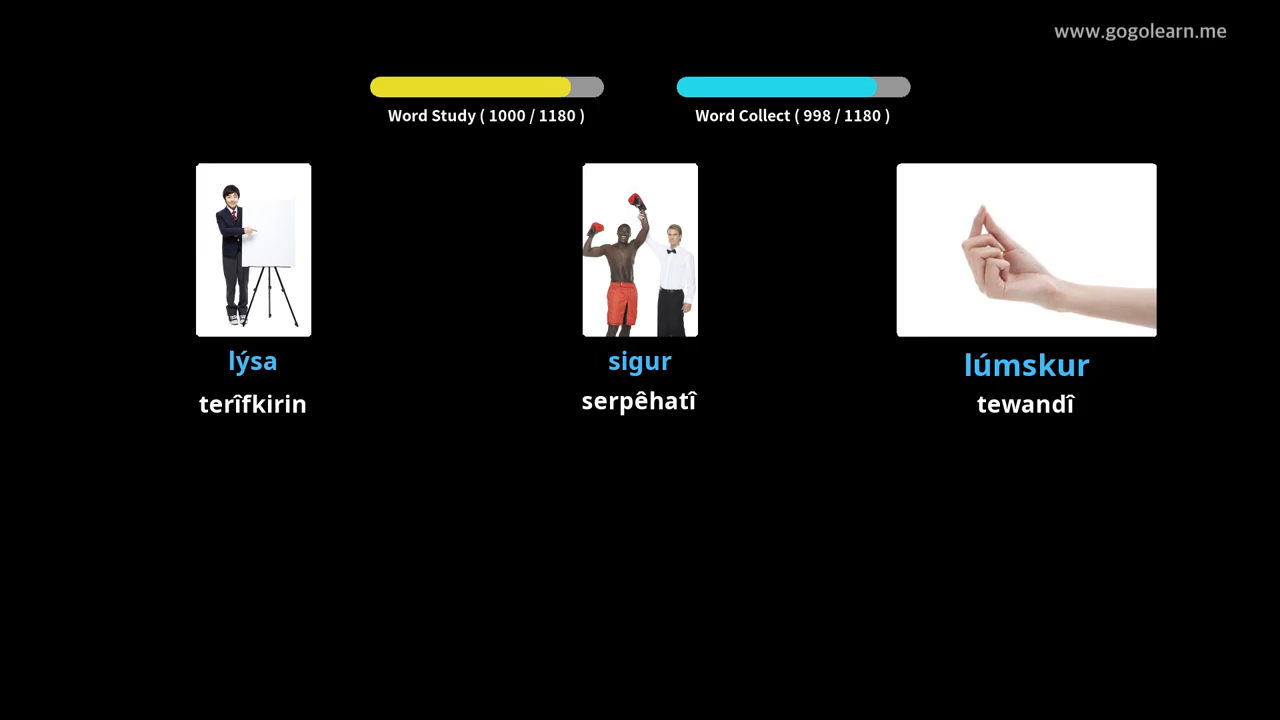 www.gogolearn.me
Word Study ( 1000 / 1180 )
Word Collect ( 998 / 1180 )
lýsa
sigur
lúmskur
terîfkirin
serpêhatî
tewandî